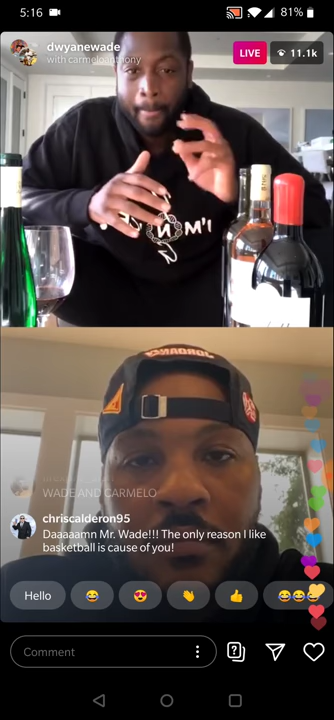 5:16
81%
dwyanewade
with carmeloanthony
LIVE
11.1k
WADE AND CARMELO
chriscalderon95
Daaaaamn Mr. Wade!!! The only reason I like
basketball is cause of you!
Hello
Comment